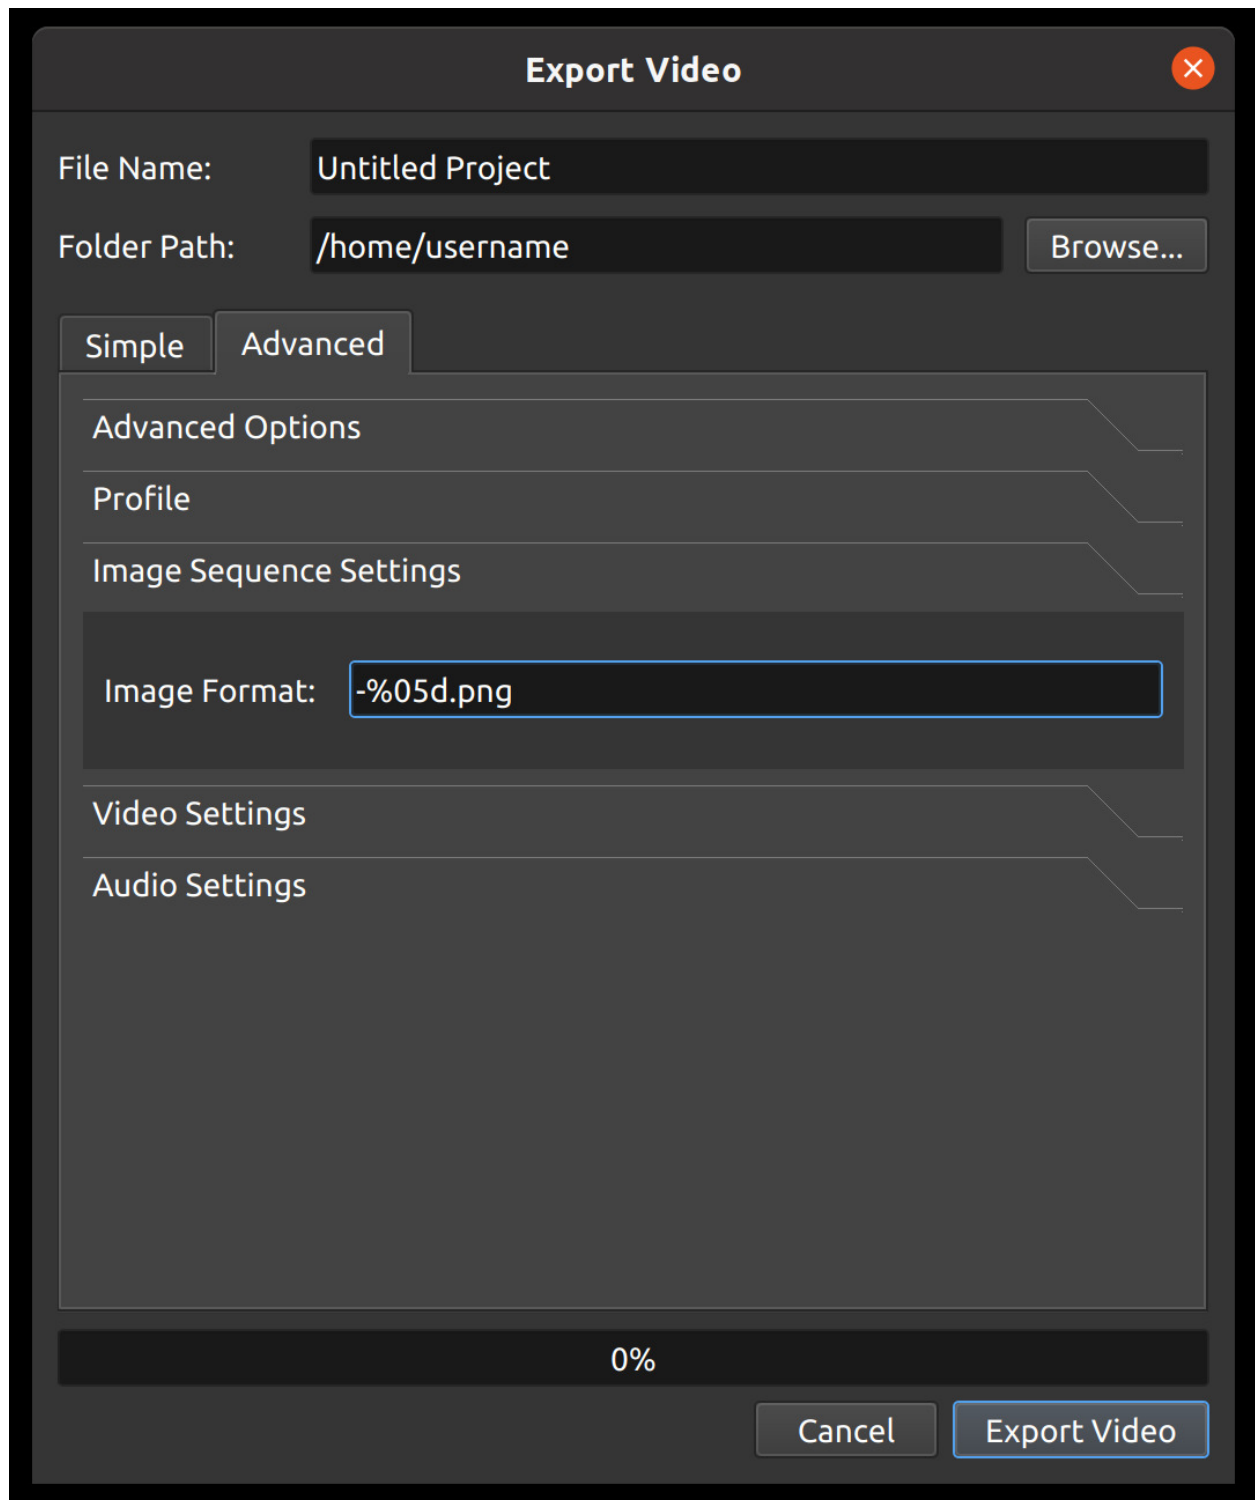 Export Video
File Name: Untitled Project
Folder Path: /home/username Browse...
Simple Advanced
Advanced Options
Profile
Image Sequence Settings
Image Format: -%05d.png
Video Settings
Audio Settings
0%
Cancel Export Video